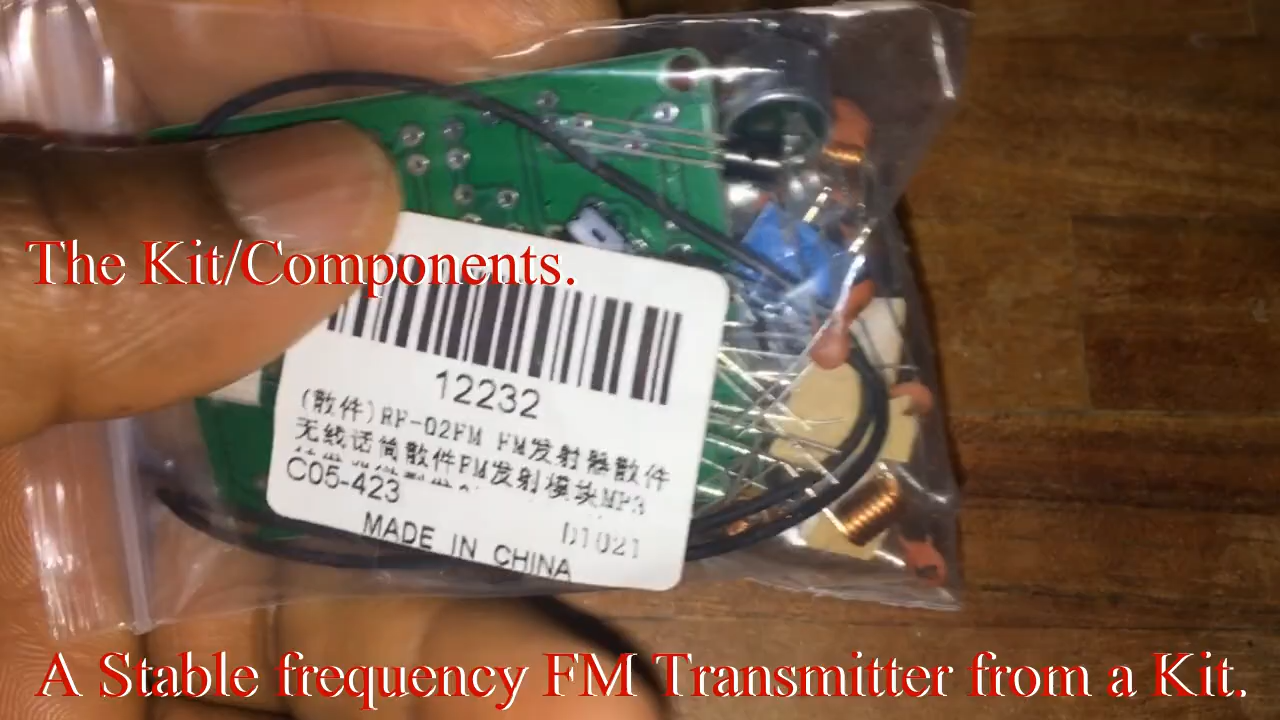 The Kit/Components.
12232
(散件)RF-02FM FM发射器散件
无线话筒散件FM发射模块MP3
C05-423
D1021
MADE IN CHINA
A Stable frequency FM Transmitter from a Kit.